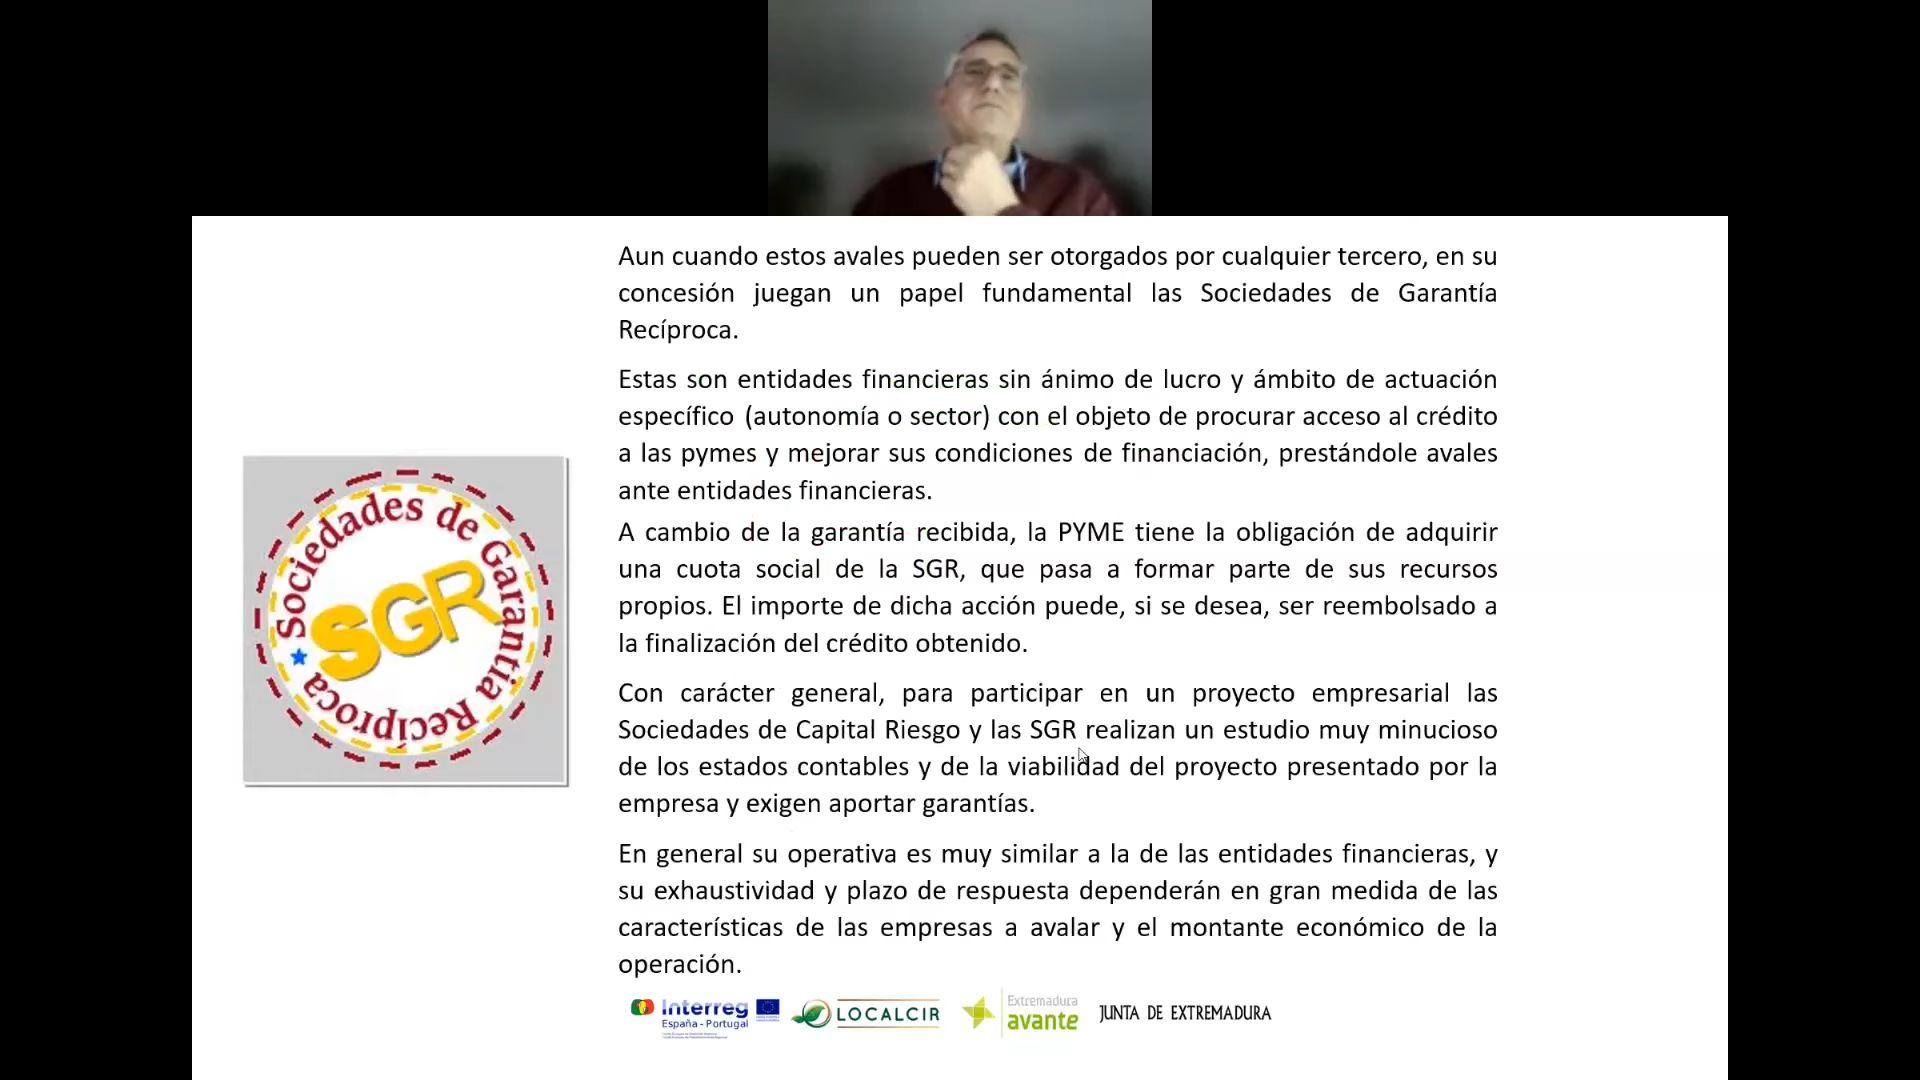 Aun cuando estos avales pueden ser otorgados por cualquier tercero, en su
concesión juegan un papel fundamental las Sociedades de Garantía
Recíproca.
Estas son entidades financieras sin ánimo de lucro y ámbito de actuación
específico (autonomía o sector) con el objeto de procurar acceso al crédito
a las pymes y mejorar sus condiciones de financiación, prestándole avales
ante entidades financieras.
A cambio de la garantía recibida, la PYME tiene la obligación de adquirir
una cuota social de la SGR, que pasa a formar parte de sus recursos
propios. El importe de dicha acción puede, si se desea, ser reembolsado a
la finalización del crédito obtenido.
Con carácter general, para participar en un proyecto empresarial las
Sociedades de Capital Riesgo y las SGR realizan un estudio muy minucioso
de los estados contables y de la viabilidad del proyecto presentado por la
empresa y exigen aportar garantías.
En general su operativa es muy similar a la de las entidades financieras, y
su exhaustividad y plazo de respuesta dependerán en gran medida de las
características de las empresas a avalar y el montante económico de la
operación.
Sociedades de Garantia Recíproca
SGR
Interreg
España - Portugal
LOCALCIR
Extremadura
avante
JUNTA DE EXTREMADURA